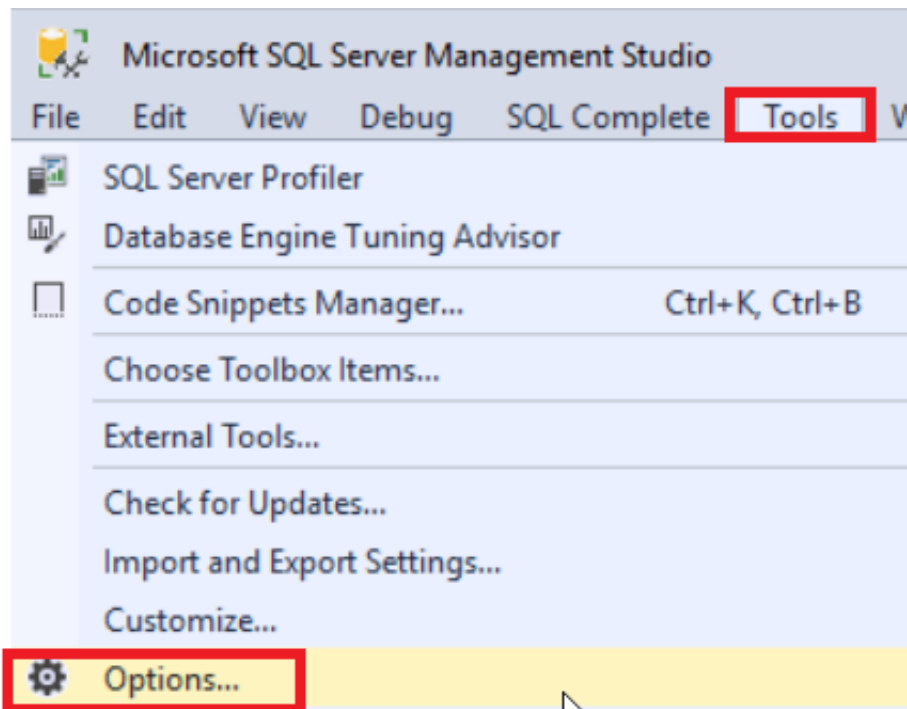 Microsoft SQL Server Management Studio
File Edit View Debug SQL Complete Tools
SQL Server Profiler
Database Engine Tuning Advisor
Code Snippets Manager... Ctrl+K, Ctrl+B
Choose Toolbox Items...
External Tools...
Check for Updates...
Import and Export Settings...
Customize...
Options...